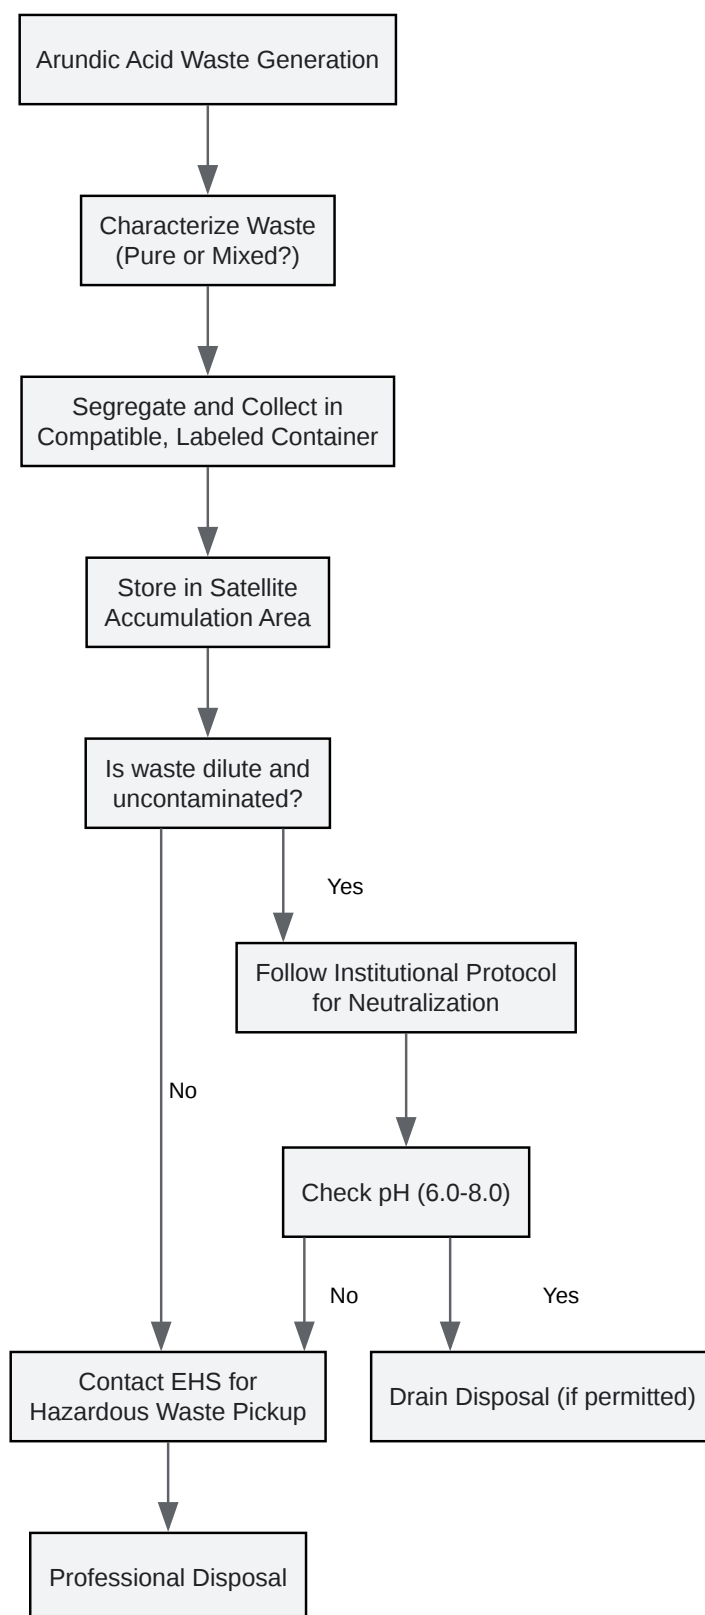 Arundic Acid Waste Generation
Characterize Waste
(Pure or Mixed?)
Segregate and Collect in
Compatible, Labeled Container
Store in Satellite
Accumulation Area
Is waste dilute and
uncontaminated?
Yes
Follow Institutional Protocol
for Neutralization
No
Check pH (6.0-8.0)
No
Yes
Contact EHS for
Hazardous Waste Pickup
Drain Disposal (if permitted)
Professional Disposal